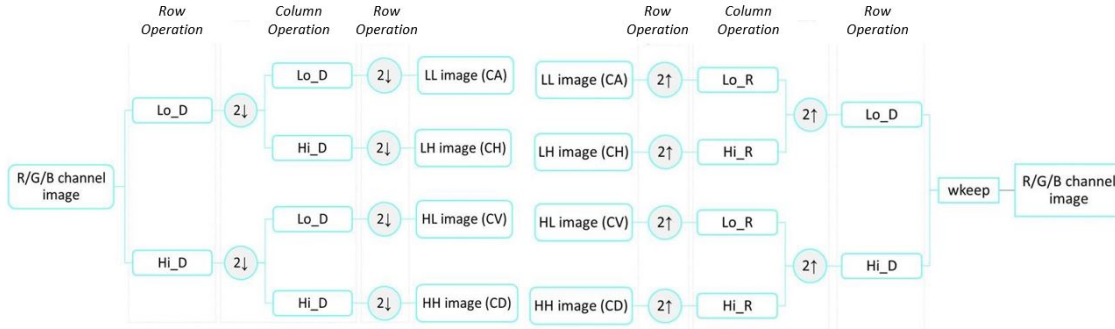 Row
Operation
Column
Operation
Row
Operation
Row
Operation
Column
Operation
Row
Operation
R/G/B channel
image
Lo_D
2↓
Lo_D
2↓
LL image (CA)
Hi_D
2↓
LH image (CH)
Hi_D
2↓
Lo_D
2↓
HL image (CV)
Hi_D
2↓
HH image (CD)
LL image (CA)
2↑
Lo_R
LH image (CH)
2↑
Hi_R
2↑
Lo_D
HL image (CV)
2↑
Lo_R
HH image (CD)
2↑
Hi_R
2↑
Hi_D
wkeep
R/G/B channel
image